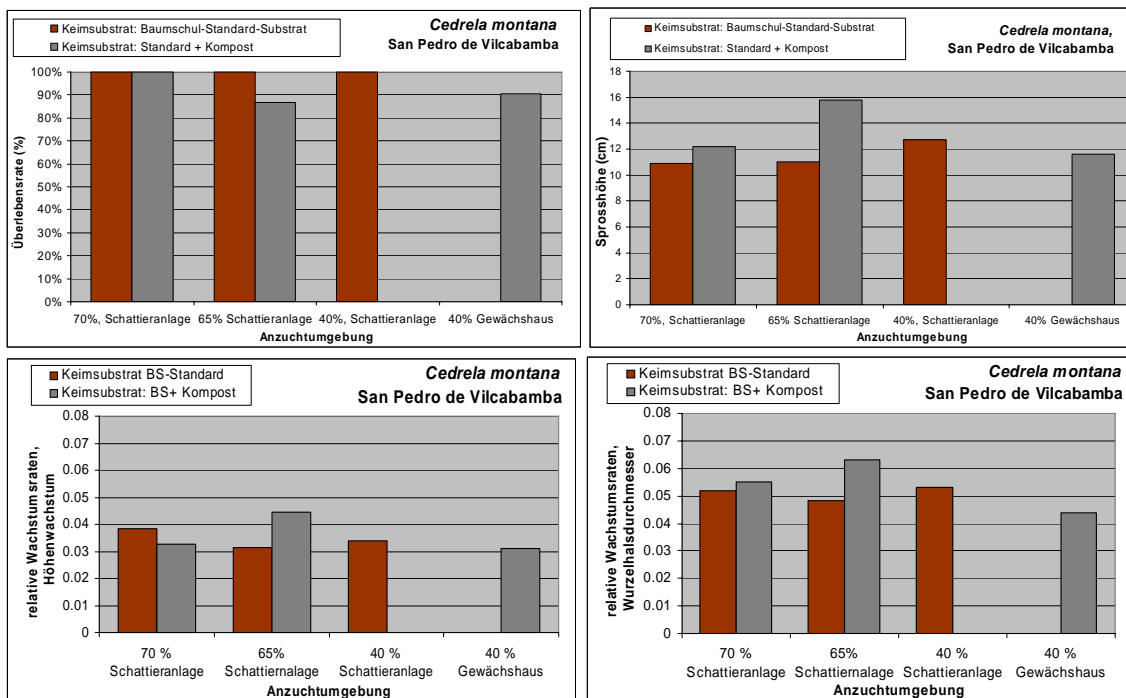 Keimsubstrat: Baumschul-Standard-Substrat
Keimsubstrat: Standard + Kompost
Cedrela montana
San Pedro de Vilcabamba
100%
90%
80%
70%
60%
50%
40%
30%
20%
10%
0%
Überlebensrate (%)
70%, Schattieranlage
65% Schattieranlage
40%, Schattieranlage
40% Gewächshaus
Anzuchtumgebung
Keimsubstrat: Baumschul-Standard-Substrat
Keimsubstrat: Standard + Kompost
Cedrela montana,
San Pedro de Vilcabamba
18
16
14
12
10
8
6
4
2
0
Sprosshöhe (cm)
70%, Schattieranlage
65% Schattieranlage
40%, Schattieranlage
40% Gewächshaus
Anzuchtumgebung
Keimsubstrat BS-Standard
Keimsubstrat: BS+ Kompost
Cedrela montana
San Pedro de Vilcabamba
0.08
0.07
0.06
0.05
0.04
0.03
0.02
0.01
0
relative Wachstumsraten,
Höhenwachstum
70 %
Schattieranlage
65%
Schattiernalage
40 %
Schattieranlage
40 %
Gewächshaus
Anzuchtumgebung
Keimsubstrat BS-Standard
Keimsubstrat: BS+ Kompost
Cedrela montana
San Pedro de Vilcabamba
0.08
0.07
0.06
0.05
0.04
0.03
0.02
0.01
0
relative Wachstumsraten,
Wurzelhalsdurchmesser
70 %
Schattieranlage
65%
Schattiernalage
40 %
Schattieranlage
40 %
Gewächshaus
Anzuchtumgebung